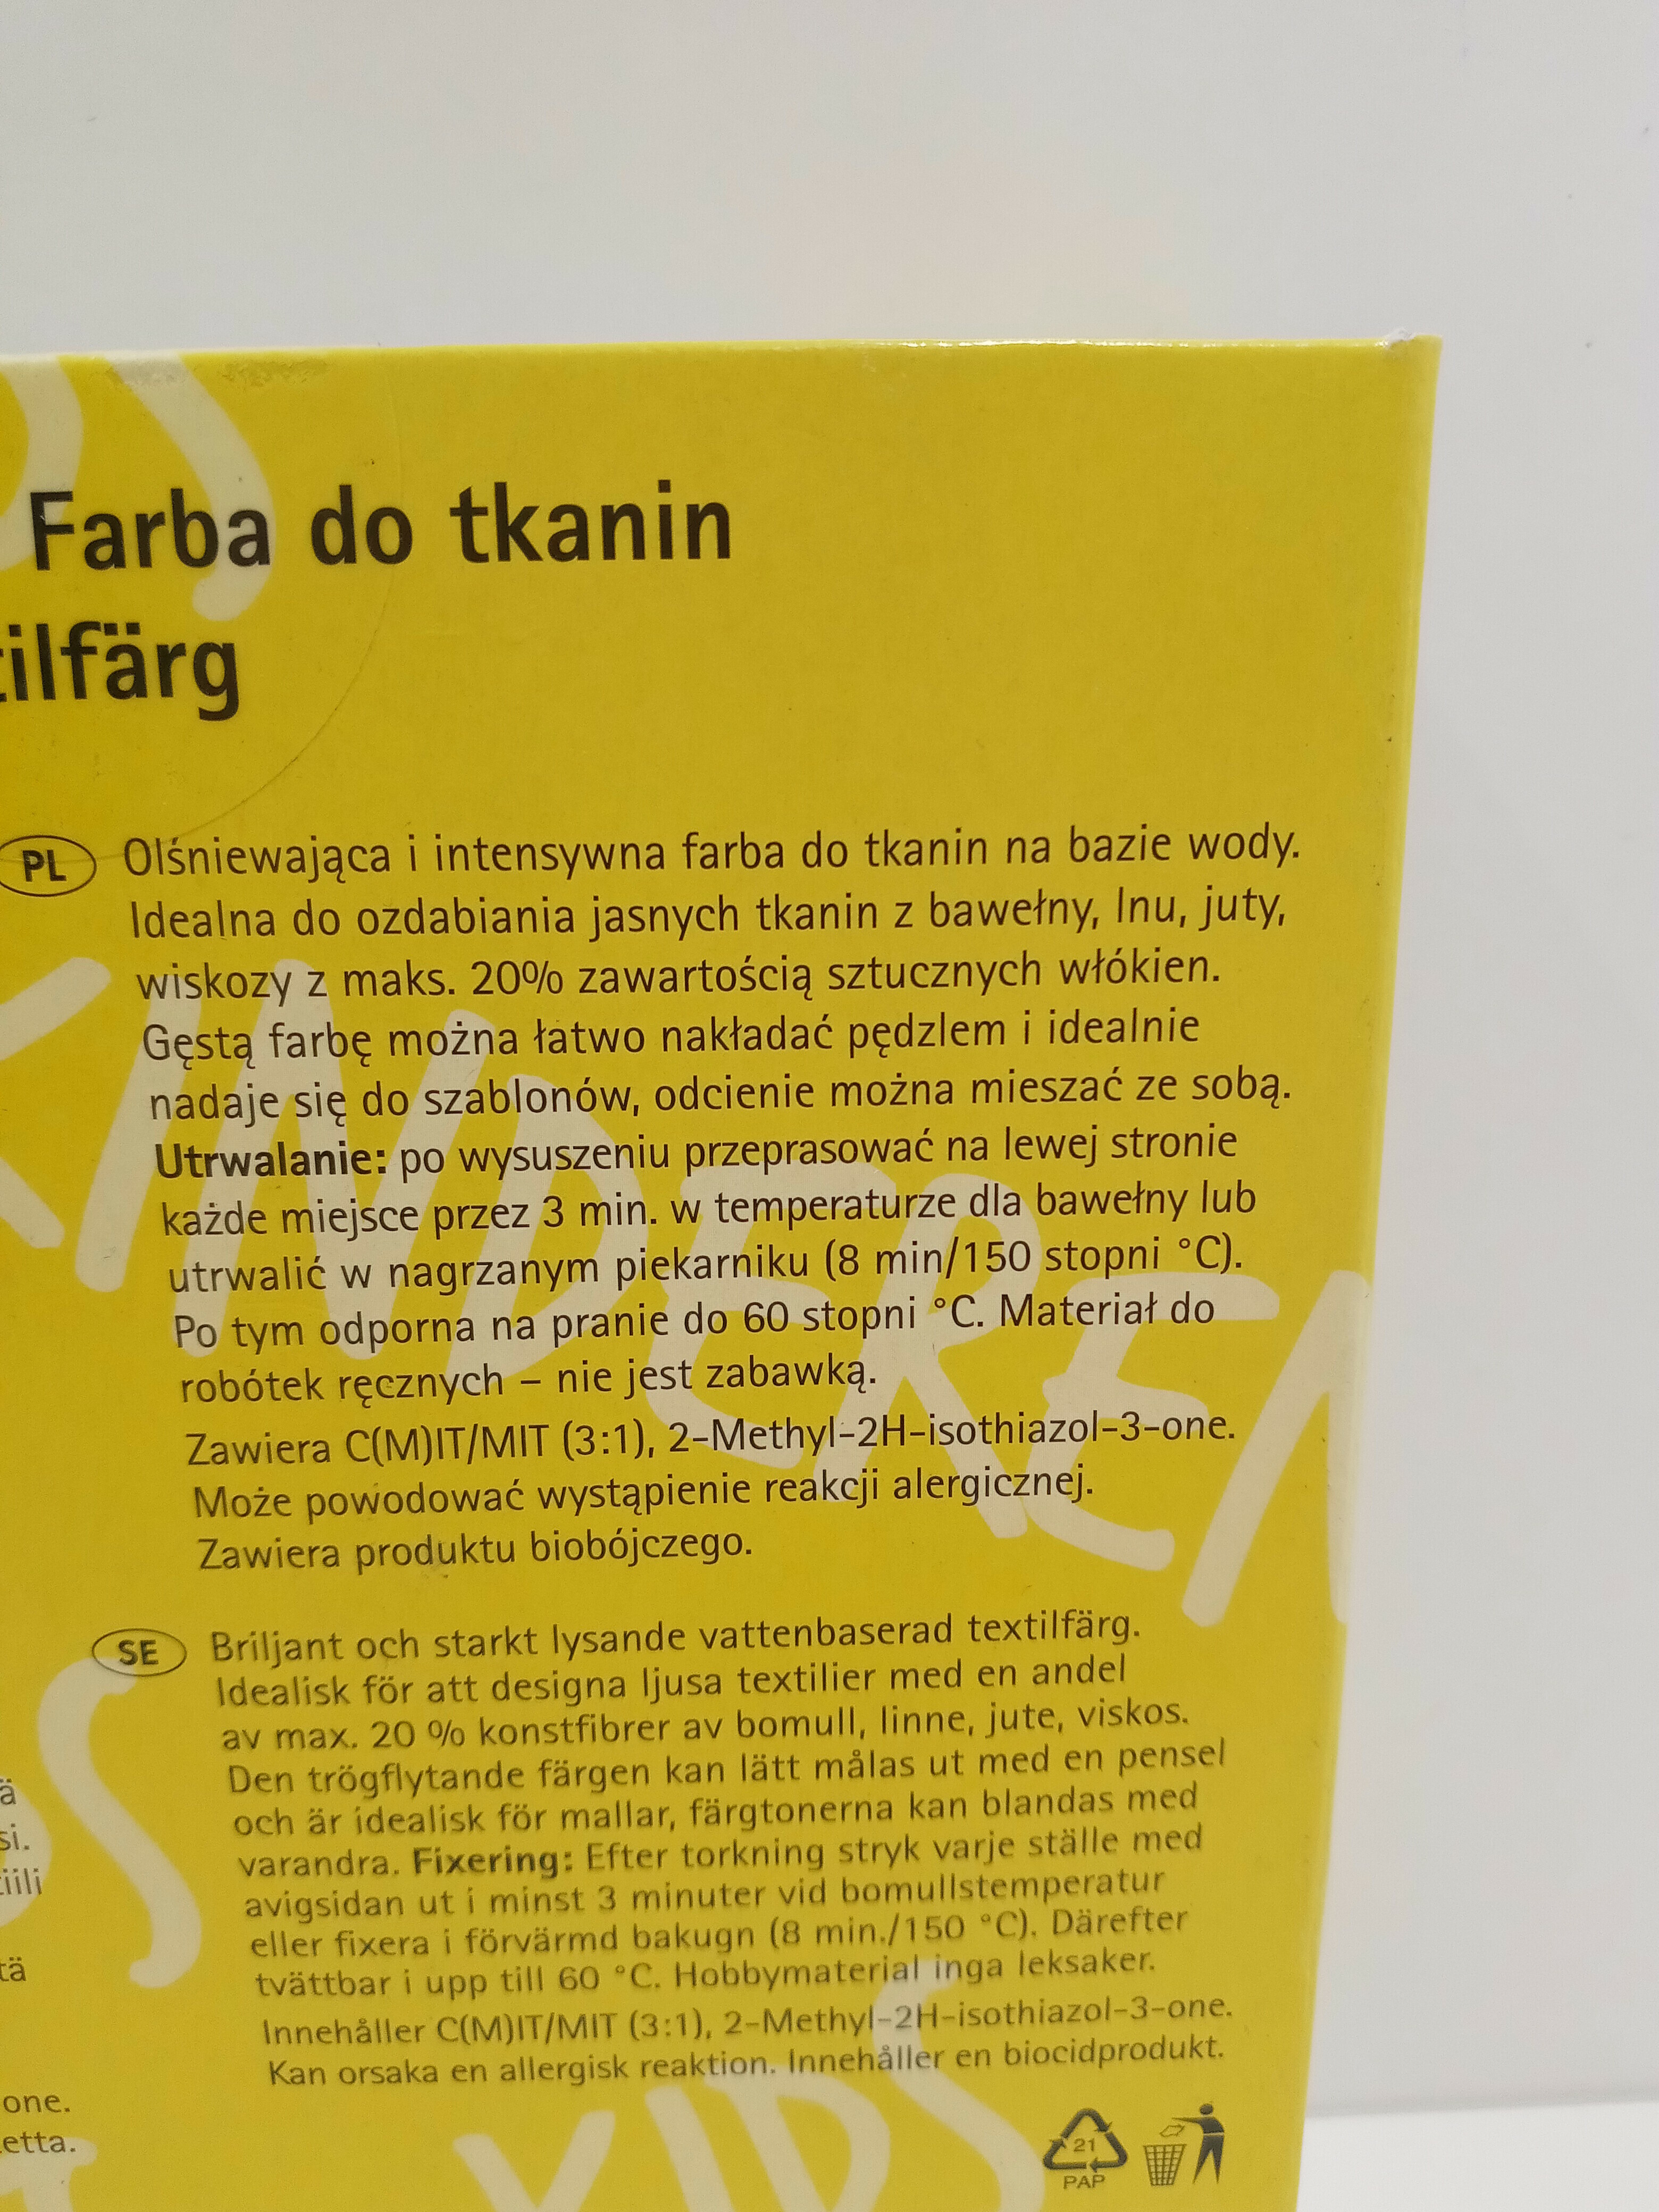 Farba do tkanin
tilfärg
PL Olśniewająca i intensywna farba do tkanin na bazie wody.
Idealna do ozdabiania jasnych tkanin z bawełny, lnu, juty,
wiskozy z maks. 20% zawartością sztucznych włókien.
Gęstą farbę można łatwo nakładać pędzlem i idealnie
nadaje się do szablonów, odcienie można mieszać ze sobą.
Utrwalanie: po wysuszeniu przeprasować na lewej stronie
każde miejsce przez 3 min. w temperaturze dla bawełny lub
utrwalić w nagrzanym piekarniku (8 min/150 stopni °C).
Po tym odporna na pranie do 60 stopni °C. Materiał do
robótek ręcznych – nie jest zabawką.
Zawiera C(M)IT/MIT (3:1), 2-Methyl-2H-isothiazol-3-one.
Może powodować wystąpienie reakcji alergicznej.
Zawiera produktu biobójczego.
SE Briljant och starkt lysande vattenbaserad textilfärg.
Idealisk för att designa ljusa textilier med en andel
av max. 20 % konstfibrer av bomull, linne, jute, viskos.
Den trögflytande färgen kan lätt målas ut med en pensel
och är idealisk för mallar, färgtonerna kan blandas med
varandra. Fixering: Efter torkning stryk varje ställe med
avigsidan ut i minst 3 minuter vid bomullstemperatur
eller fixera i förvärmd bakugn (8 min./150 °C). Därefter
tvättbar i upp till 60 °C. Hobbymaterial inga leksaker.
Innehåller C(M)IT/MIT (3:1), 2-Methyl-2H-isothiazol-3-one.
Kan orsaka en allergisk reaktion. Innehåller en biocidprodukt.
ä
si.
iili
tä
one.
etta.
21
PAP
KINDEREN
KIDS